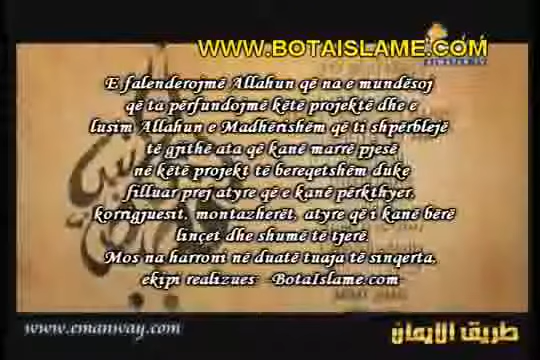 WWW.BOTAISLAME.COM
E falenderojmë Allahun që na e mundësoj
që ta përfundojmë këtë projektë dhe e
lusim Allahun e Madhërishëm që ti shpërblejë
të gjithë ata që kanë marrë pjesë
në këtë projekt të bereqetshëm duke
filluar prej atyre që e kanë përkthyer,
korrigjuesit, montazherët, atyre që i kanë bërë
linçet dhe shumë të tjerë.
Mos na harroni në duatë tuaja të sinqerta,
ekipi realizues: BotaIslame.com
www.emanway.com
طريق الإيمان